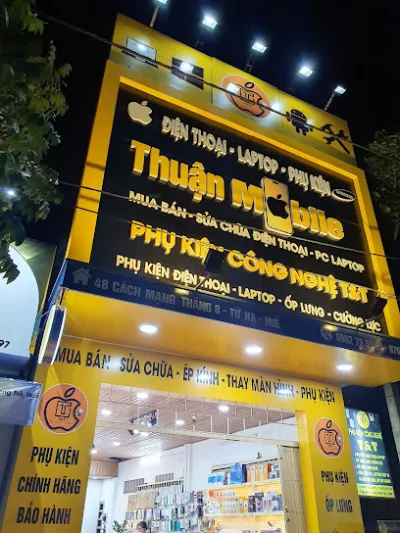 ĐIỆN THOẠI - LAPTOP - PHỤ KIỆN
Thuận Mobile
MUA BÁN - SỬA CHỮA ĐIỆN THOẠI - PC LAPTOP
PHỤ KIỆN CÔNG NGHỆ T&T
PHỤ KIỆN ĐIỆN THOẠI - LAPTOP - ỐP LƯNG - CƯỜNG LỰC
48 CÁCH MẠNG THÁNG 8 - TỨ HẠ - HUẾ
MUA BÁN - SỬA CHỮA - ÉP KÍNH - THAY MÀN HÌNH - PHỤ KIỆN
PHỤ KIỆN
CHÍNH HÃNG
BẢO HÀNH
PHỤ KIỆN
ỐP LƯNG
T&T
97